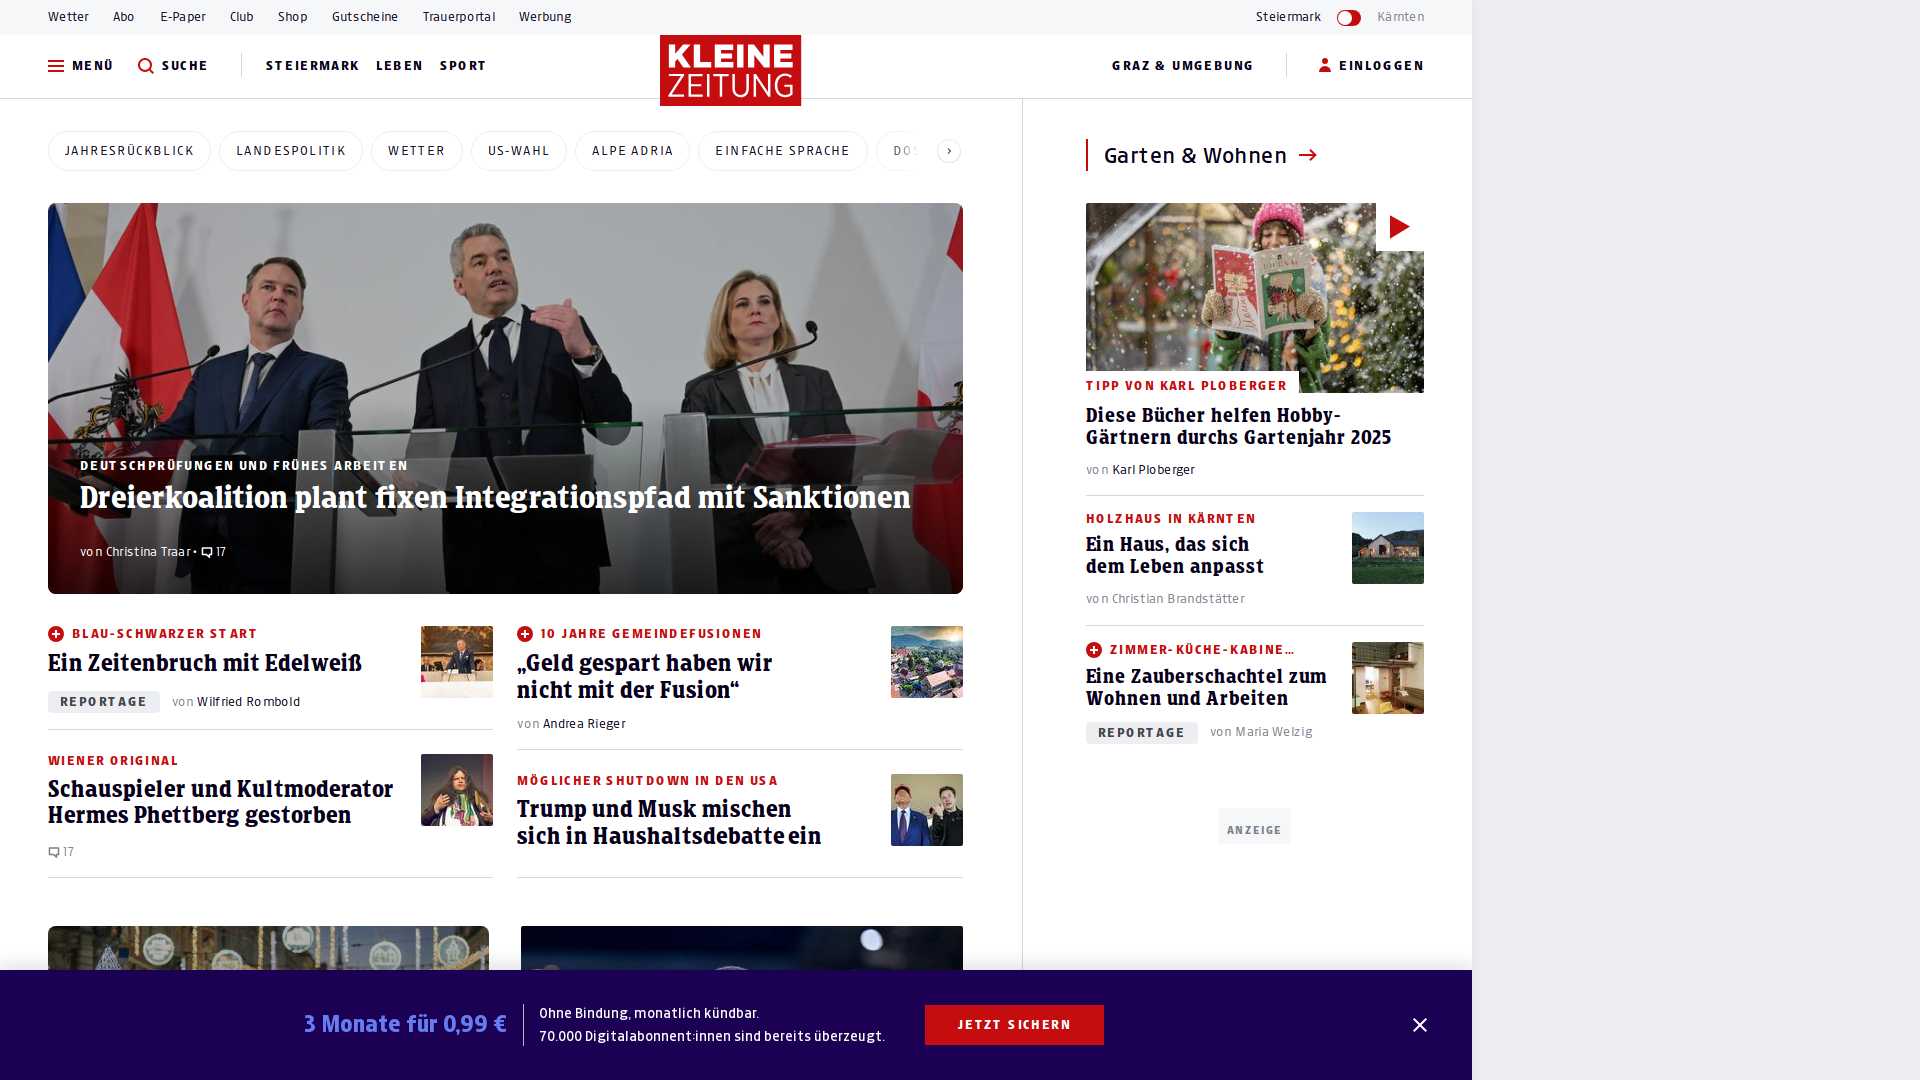 Wetter Abo E-Paper Club Shop Gutscheine Trauerportal Werbung Steiermark Kärnten
MENÜ SUCHE STEIERMARK LEBEN SPORT KLEINE ZEITUNG GRAZ & UMGEBUNG EINLOGGEN
JAHRESRÜCKBLICK LANDESPOLITIK WETTER US-WAHL ALPE ADRIA EINFACHE SPRACHE
DEUTSCHPRÜFUNGEN UND FRÜHES ARBEITEN
Dreierkoalition plant fixen Integrationspfad mit Sanktionen
von Christina Traar • 17
BLAU-SCHWARZER START
Ein Zeitenbruch mit Edelweiß
REPORTAGE von Wilfried Rombold
WIENER ORIGINAL
Schauspieler und Kultmoderator
Hermes Phettberg gestorben
17
10 JAHRE GEMEINDEFUSIONEN
„Geld gespart haben wir
nicht mit der Fusion“
von Andrea Rieger
MÖGLICHER SHUTDOWN IN DEN USA
Trump und Musk mischen
sich in Haushaltsdebatte ein
Garten & Wohnen
TIPP VON KARL PLOBERGER
Diese Bücher helfen Hobby-
Gärtnern durchs Gartenjahr 2025
von Karl Ploberger
HOLZHAUS IN KÄRNTEN
Ein Haus, das sich
dem Leben anpasst
von Christian Brandstätter
ZIMMER-KÜCHE-KABINE…
Eine Zauberschachtel zum
Wohnen und Arbeiten
REPORTAGE von Maria Welzig
ANZEIGE
3 Monate für 0,99 €
Ohne Bindung, monatlich kündbar.
70.000 Digitalabonnent:innen sind bereits überzeugt.
JETZT SICHERN